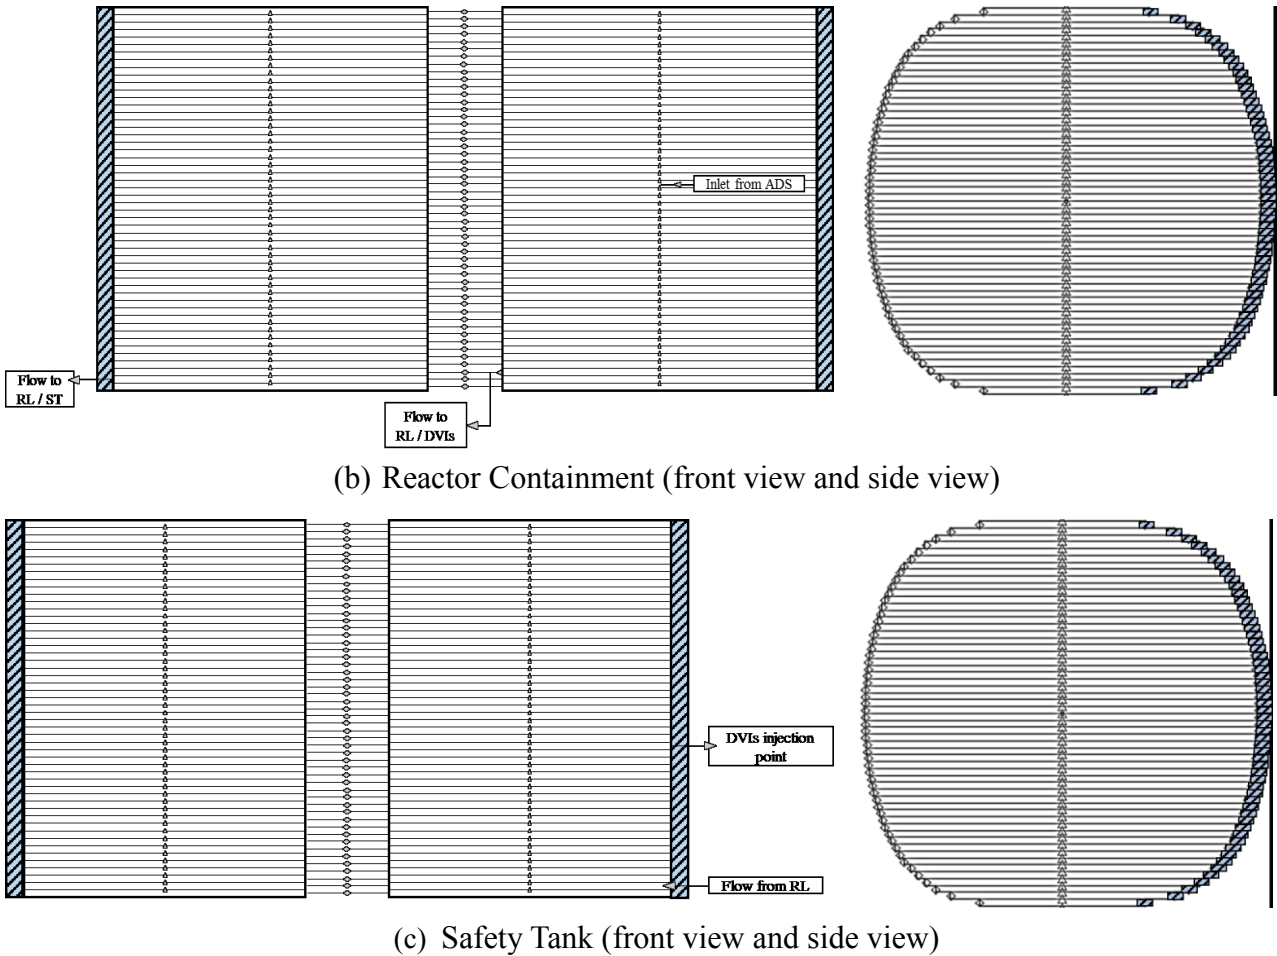 Inlet from ADS
Flow to
RL / ST
Flow to
RL / DVIs
(b) Reactor Containment (front view and side view)
DVIs injection
point
Flow from RL
(c) Safety Tank (front view and side view)